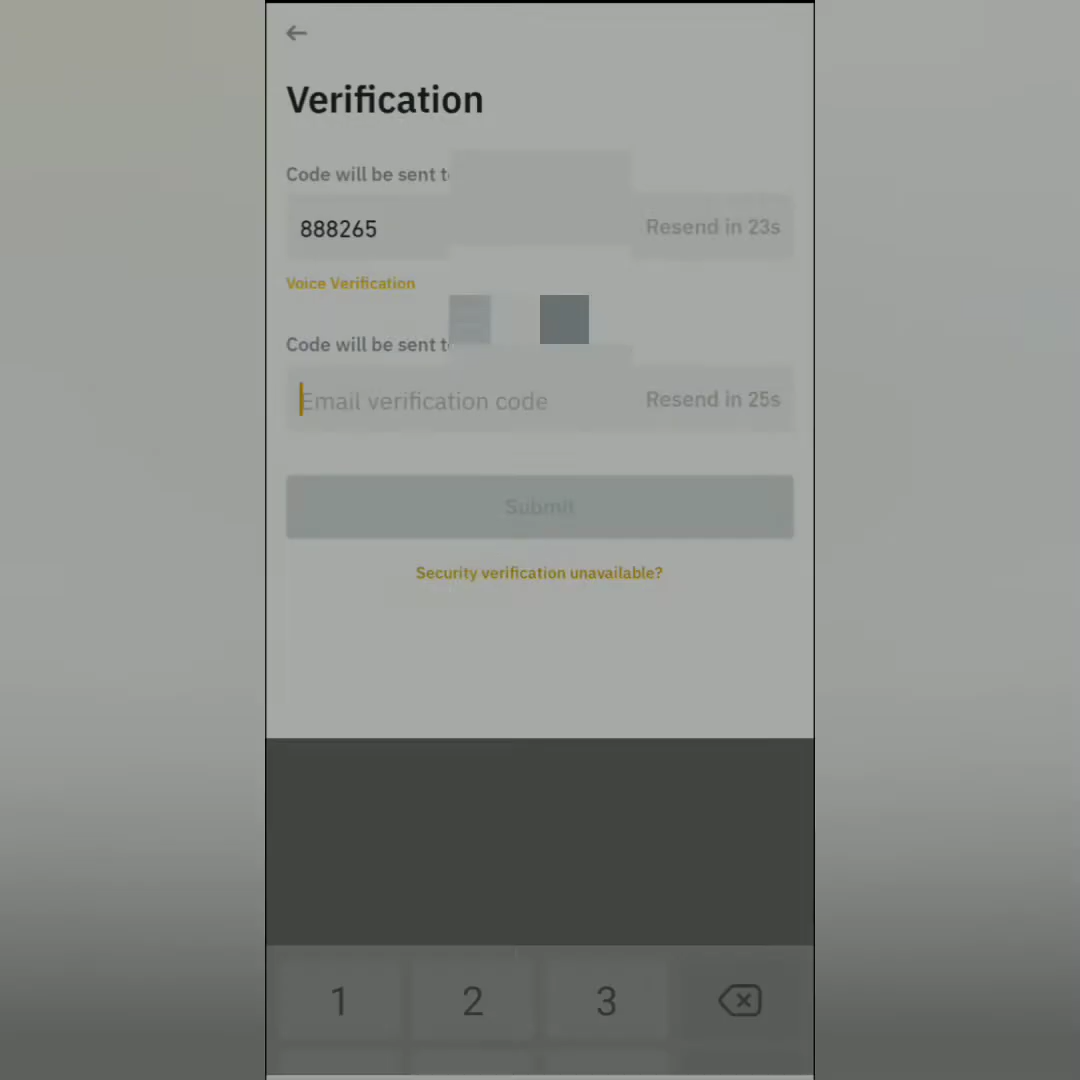 Verification
Code will be sent t
888265
Resend in 23s
Voice Verification
Code will be sent t
Email verification code
Resend in 25s
Submit
Security verification unavailable?
1 2 3